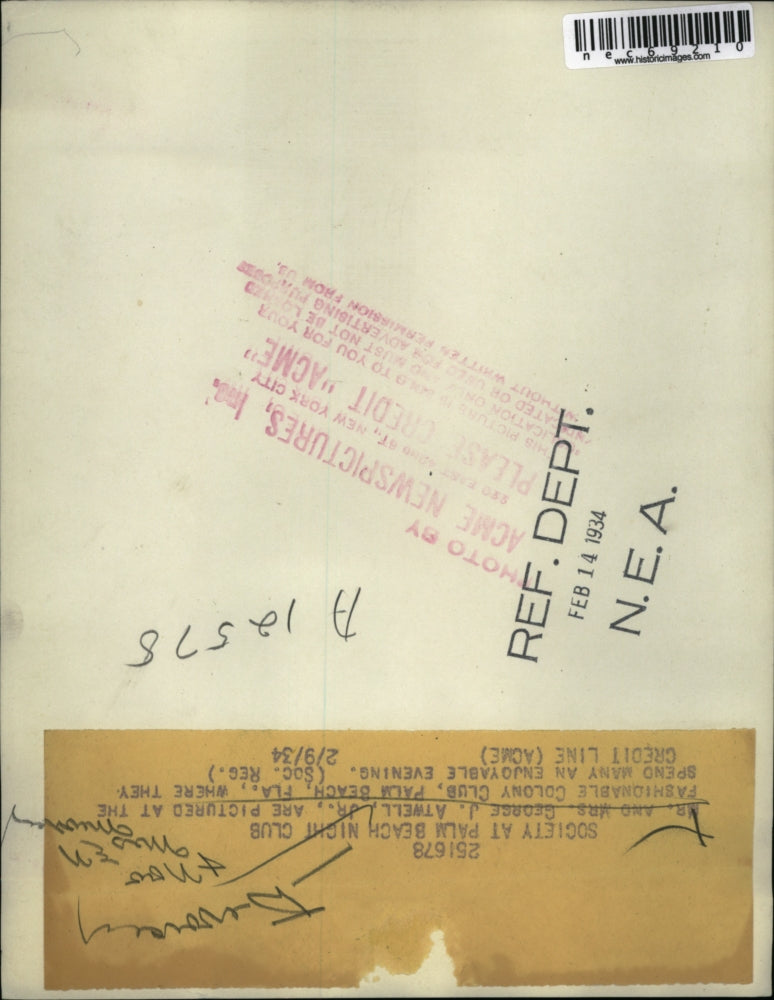 nec69210
www.historicimages.com
PHOTO BY
ACME NEWSPICTURES, Inc.
220 EAST 42ND ST., NEW YORK CITY
PLEASE CREDIT "ACME"
THIS PICTURE IS SOLD TO YOU FOR YOUR
PUBLICATION ONLY AND MUST NOT BE LOANED
OR USED FOR ADVERTISING PURPOSES
WITHOUT WRITTEN PERMISSION FROM US.
REF. DEPT.
FEB 14 1934
N.E.A.
A 12578
251678
SOCIETY AT PALM BEACH NIGHT CLUB
MR. AND MRS GEORGE J. ATWELL, JR., ARE PICTURED AT THE
FASHIONABLE COLONY CLUB, PALM BEACH, FLA., WHERE THEY
SPEND MANY AN ENJOYABLE EVENING. (SOC. REG.)
CREDIT LINE (ACME) 2/9/34